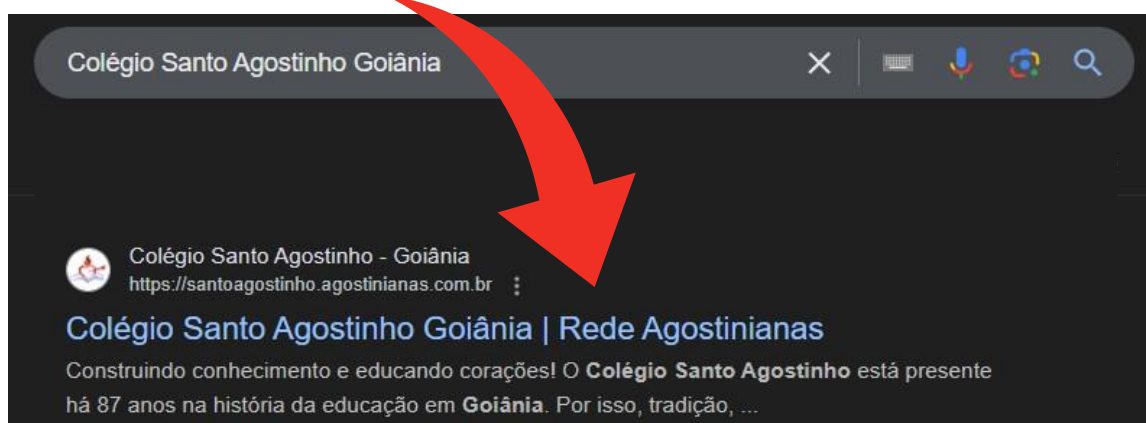 Colégio Santo Agostinho Goiânia
Colégio Santo Agostinho - Goiânia
https://santoagostinho.agostinianas.com.br
Colégio Santo Agostinho Goiânia | Rede Agostinianas
Construindo conhecimento e educando corações! O Colégio Santo Agostinho está presente
há 87 anos na história da educação em Goiânia. Por isso, tradição, ...